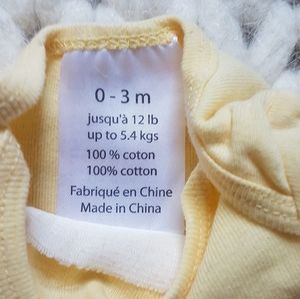 0 - 3 m
jusqu'à 12 lb
up to 5.4 kgs
100 % coton
100% cotton
Fabriqué en Chine
Made in China